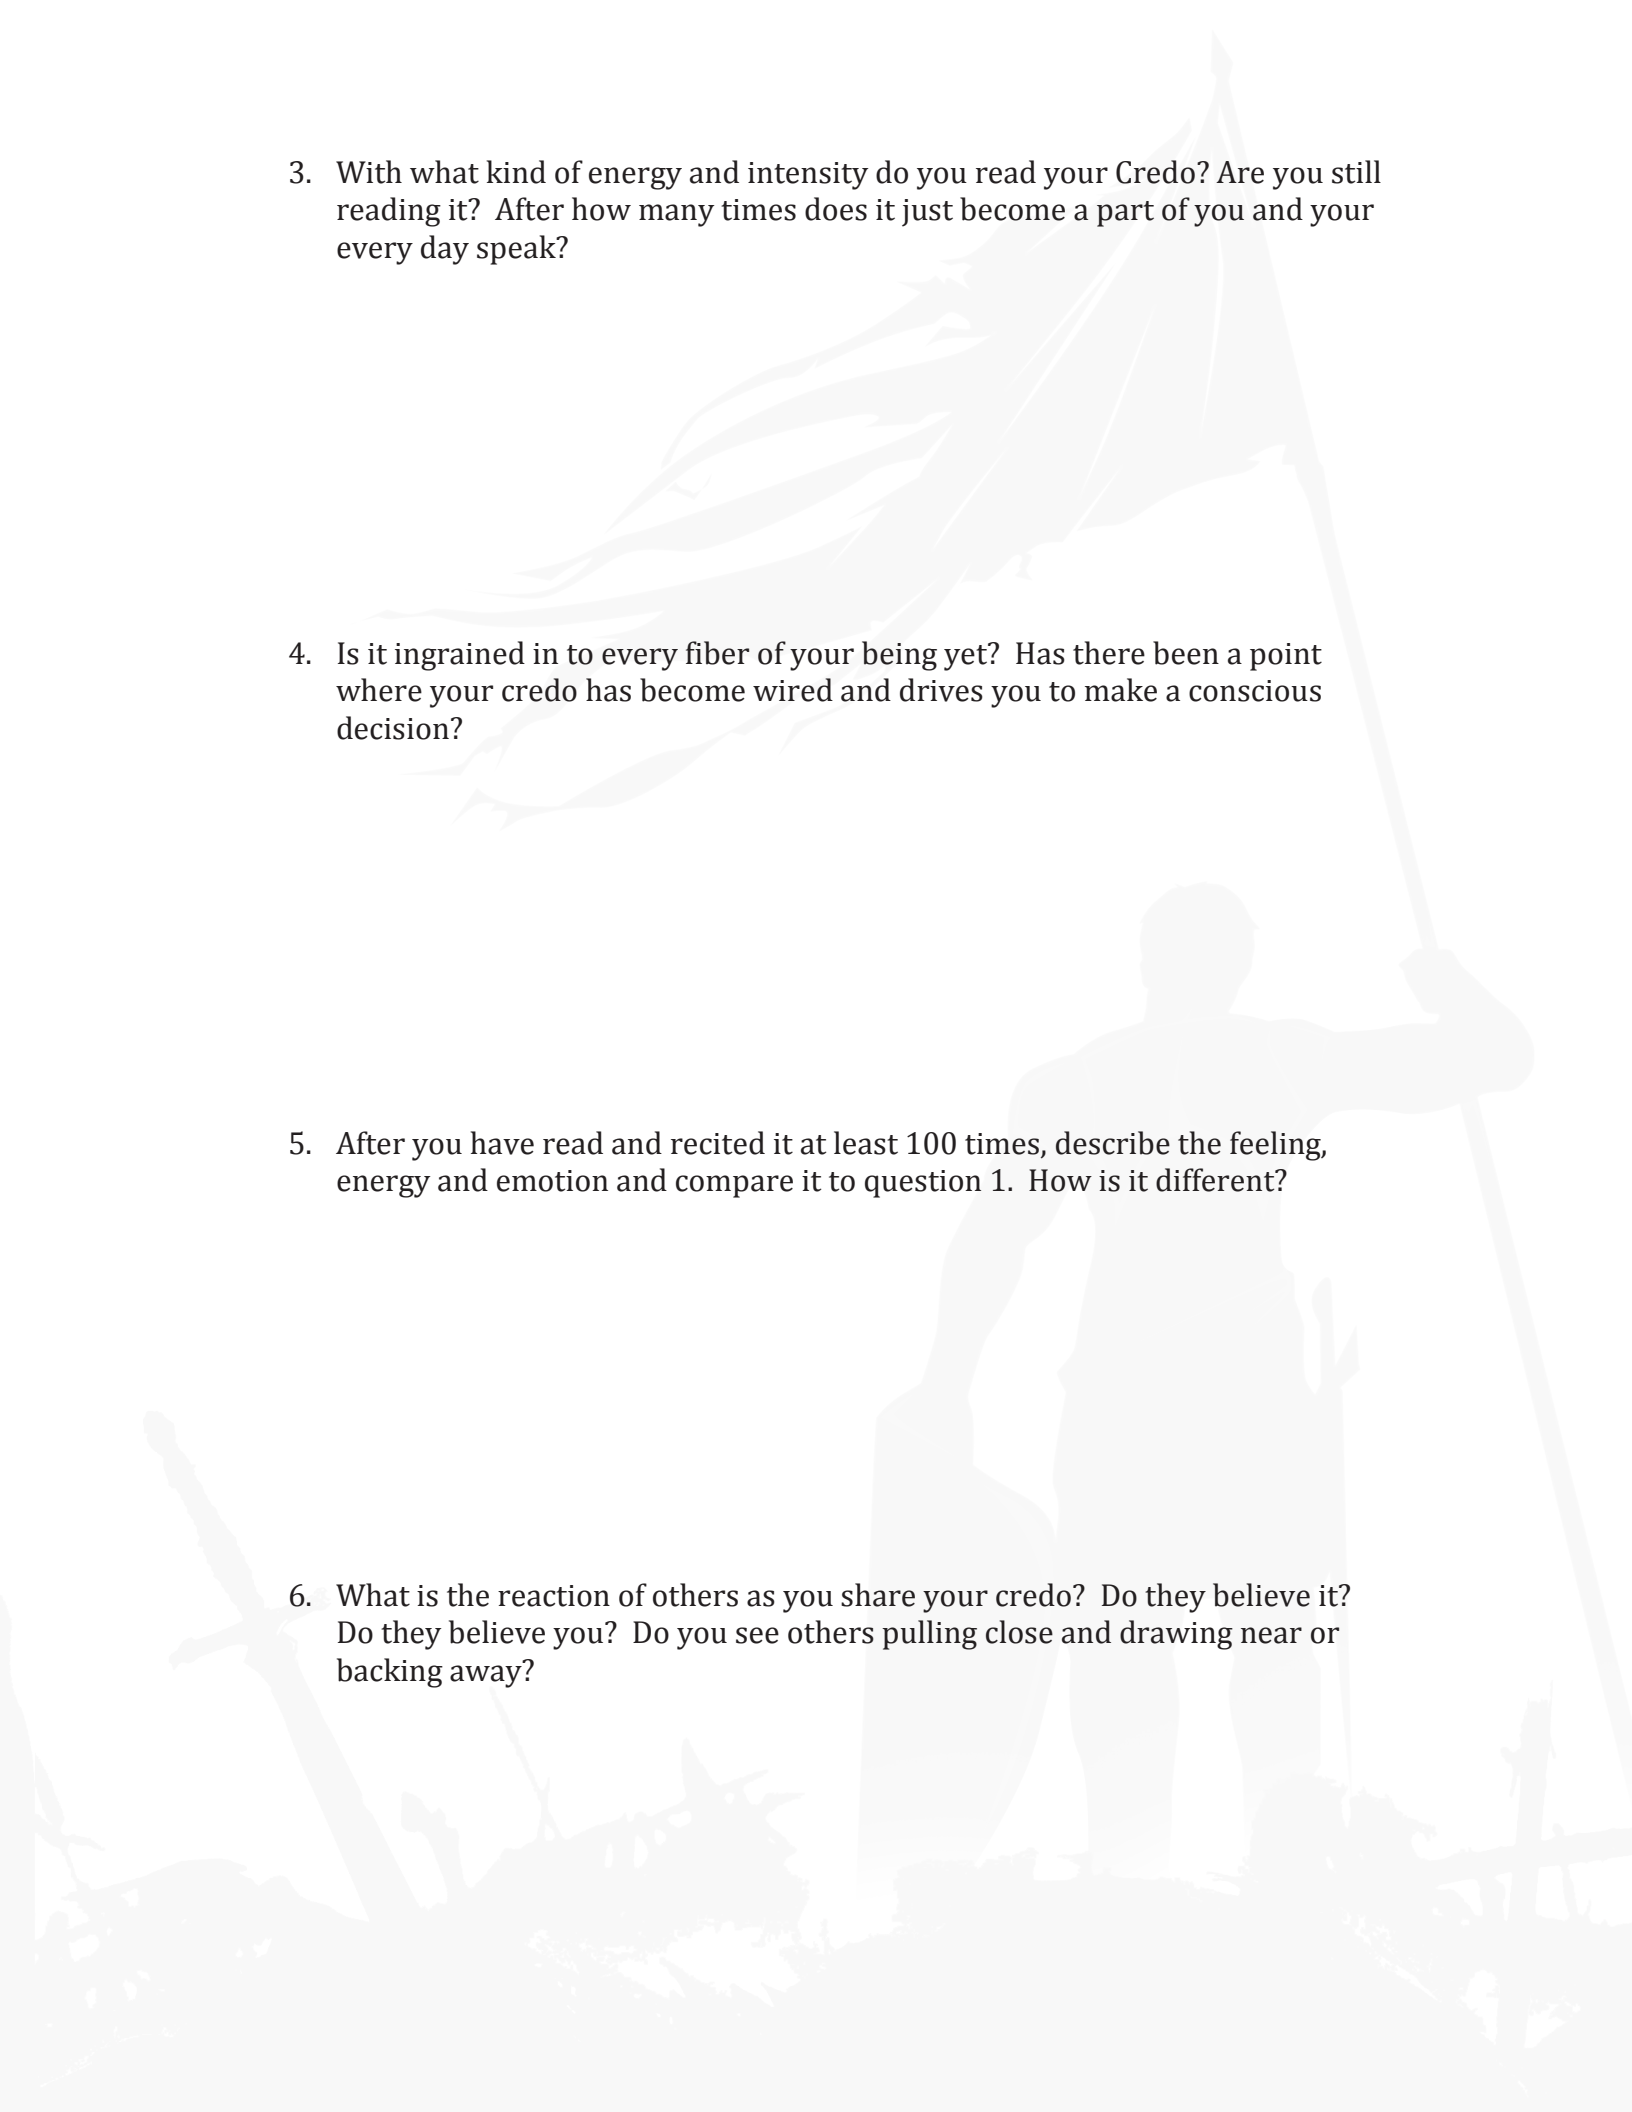 3. With what kind of energy and intensity do you read your Credo? Are you still
reading it?  After how many times does it just become a part of you and your
every day speak?
4. Is it ingrained in to every fiber of your being yet?  Has there been a point
where your credo has become wired and drives you to make a conscious
decision?
5. After you have read and recited it at least 100 times, describe the feeling,
energy and emotion and compare it to question 1.  How is it different?
6. What is the reaction of others as you share your credo?  Do they believe it?
Do they believe you?  Do you see others pulling close and drawing near or
backing away?